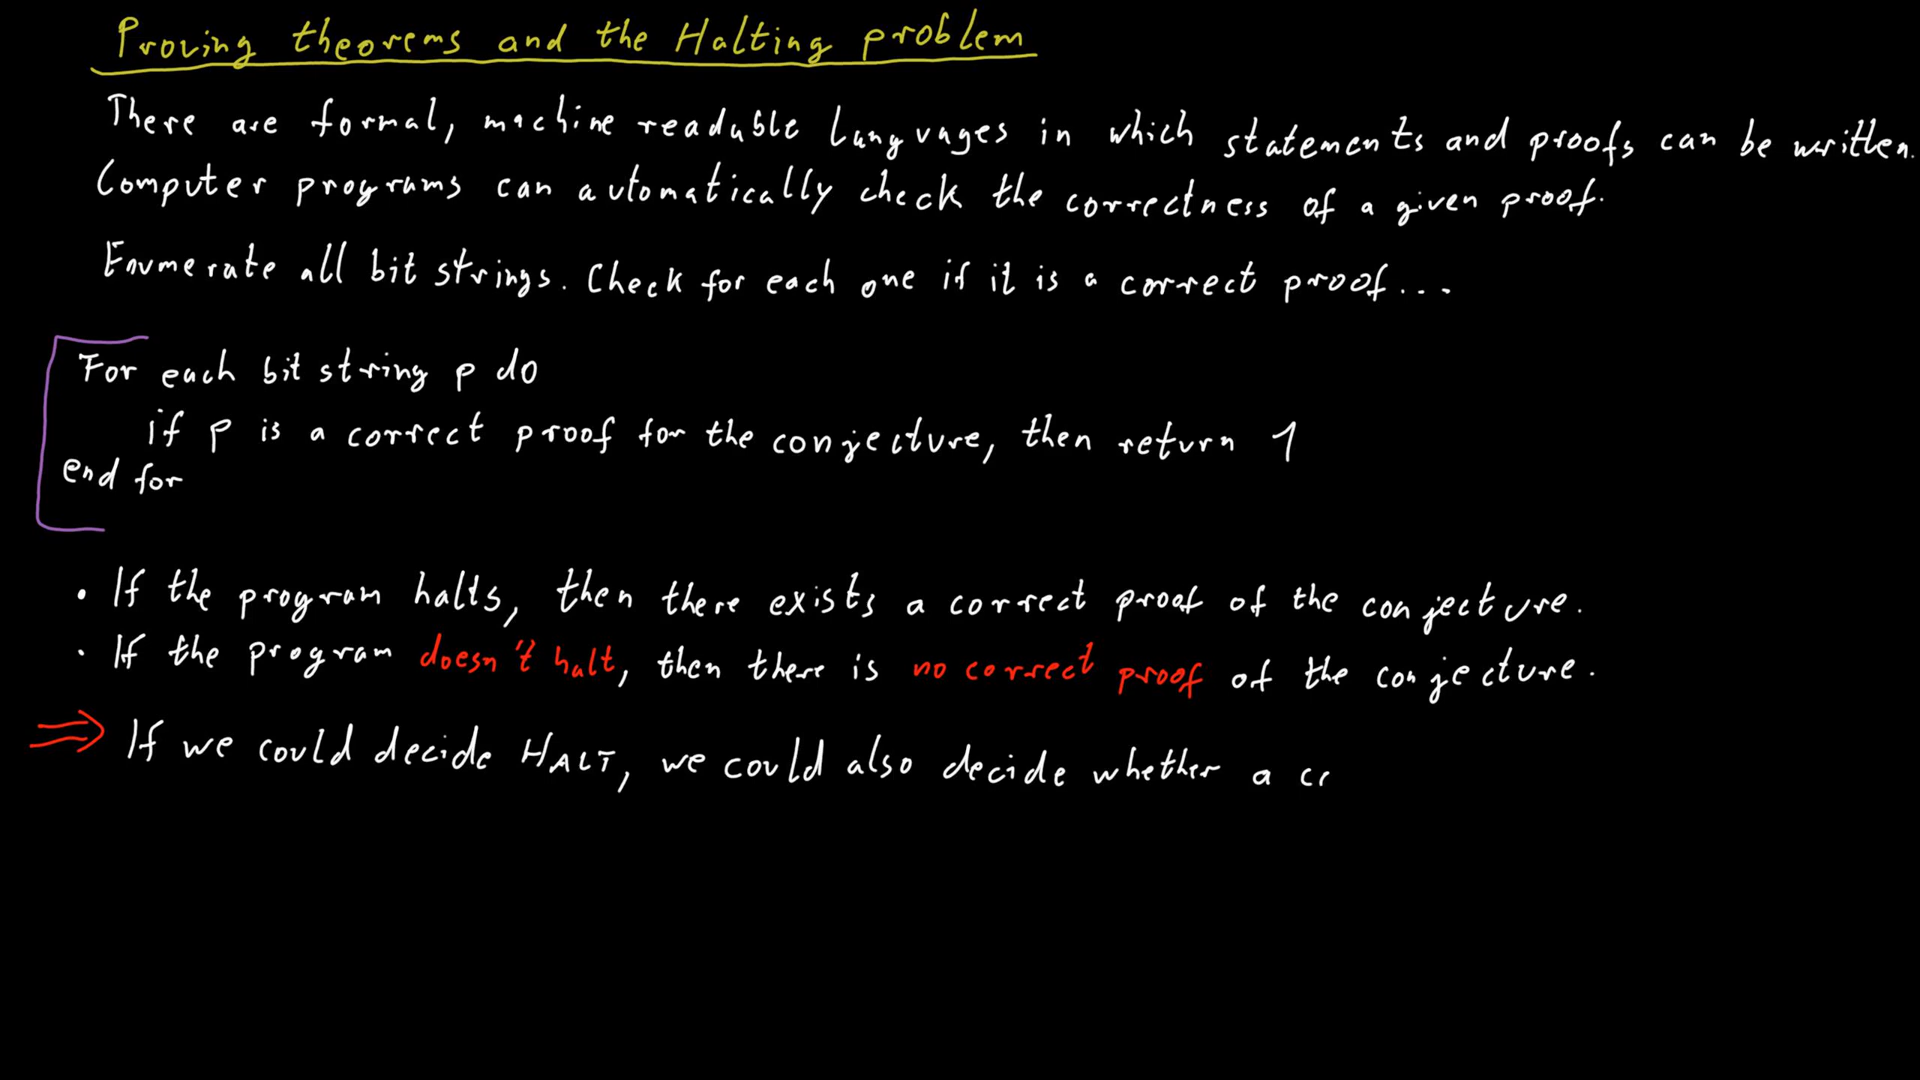 Proving theorems and the Halting problem
There are formal, machine readable languages in which statements and proofs can be written.
Computer programs can automatically check the correctness of a given proof.
Enumerate all bit strings. Check for each one if it is a correct proof...
For each bit string p do
if p is a correct proof for the conjecture, then return 1
end for
• If the program halts, then there exists a correct proof of the conjecture.
• If the program doesn't halt, then there is no correct proof of the conjecture.
⇒ If we could decide HALT, we could also decide whether a